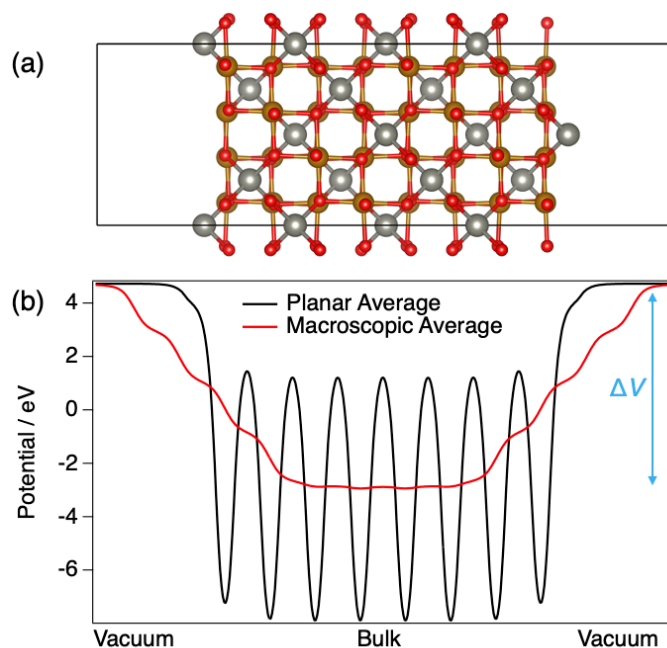 (a)
(b)
Planar Average
Macroscopic Average
ΔV
Potential / eV
4
2
0
-2
-4
-6
Vacuum Bulk Vacuum